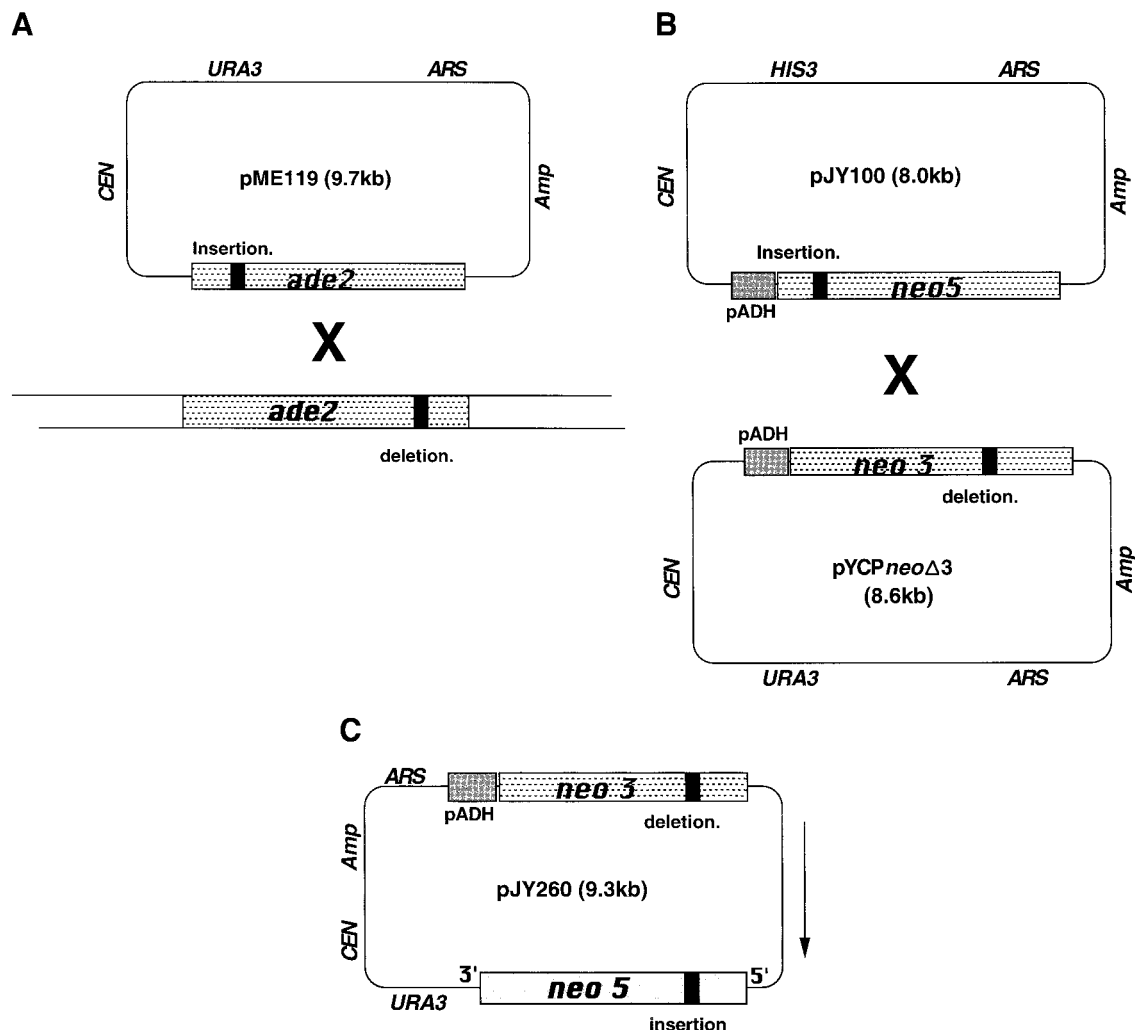 A
URA3 ARS
CEN
pME119 (9.7kb)
Amp
Insertion.
ade2
X
ade2
deletion.
B
HIS3 ARS
CEN
pJY100 (8.0kb)
Amp
Insertion.
neo5
pADH
X
pADH
neo 3
deletion.
CEN
pYCPneoΔ3
(8.6kb)
Amp
URA3 ARS
C
ARS
neo 3
pADH
deletion.
Amp
pJY260 (9.3kb)
CEN
3' 5'
neo 5
URA3
insertion